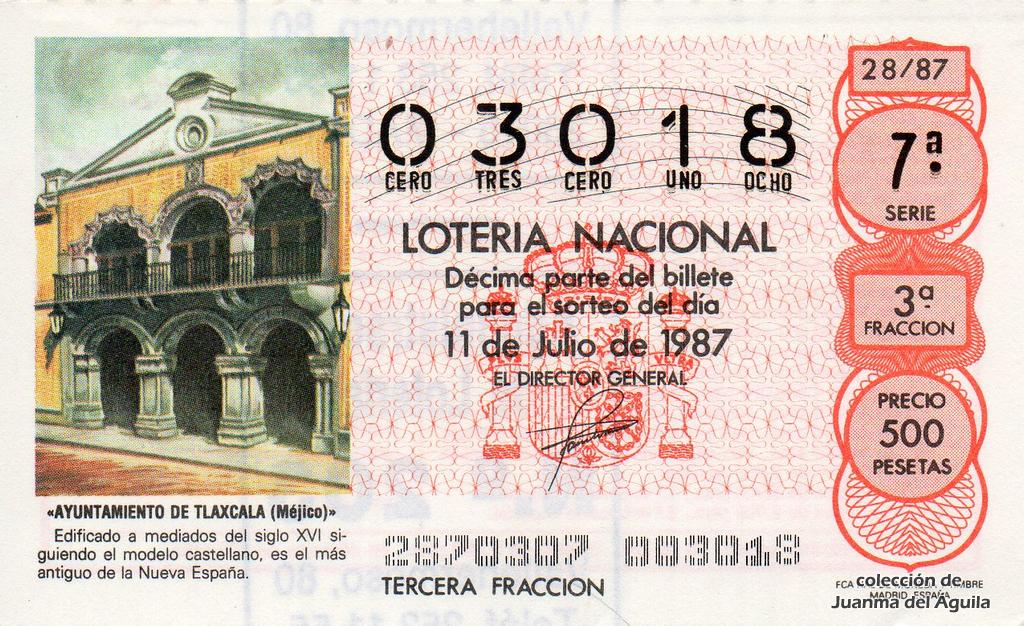 28/87
03018
CERO TRES CERO UNO OCHO
7ª
SERIE
LOTERIA NACIONAL
Décima parte del billete
para el sorteo del día
11 de Julio de 1987
EL DIRECTOR GENERAL
3ª
FRACCION
PRECIO
500
PESETAS
«AYUNTAMIENTO DE TLAXCALA (Méjico)»
Edificado a mediados del siglo XVI si-
guiendo el modelo castellano, es el más
antiguo de la Nueva España.
2870307 003018
TERCERA FRACCION
FCA
MADRID ESPAÑA
colección de
Juanma del Aguila